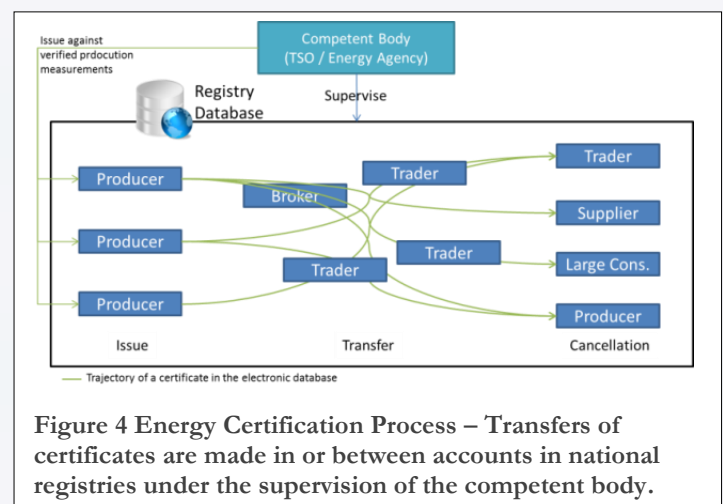 Issue against
verified prdocution
measurements
Competent Body
(TSO / Energy Agency)
Registry
Database
Supervise
Producer
Producer
Producer
Broker
Trader
Trader
Trader
Trader
Supplier
Large Cons.
Producer
Issue
Transfer
Cancellation
Trajectory of a certificate in the electronic database
Figure 4 Energy Certification Process – Transfers of
certificates are made in or between accounts in national
registries under the supervision of the competent body.